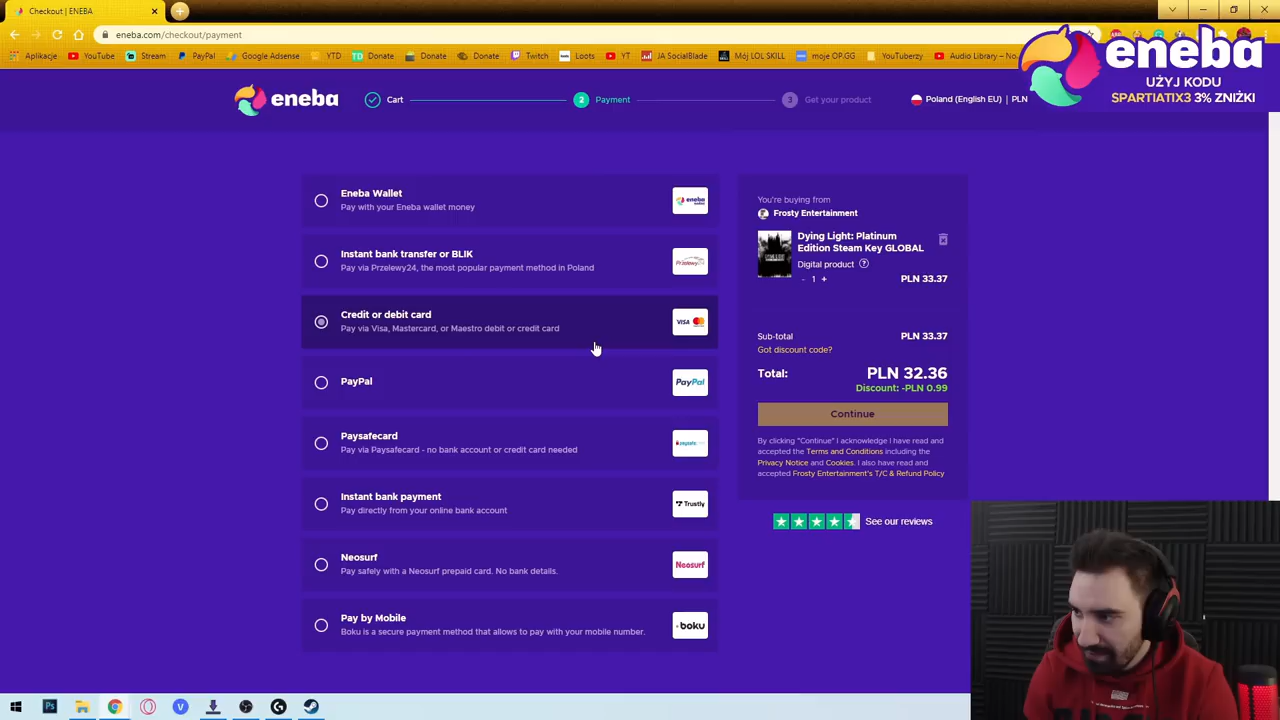 Checkout | ENEBA
eneba.com/checkout/payment
Aplikacje YouTube Stream PayPal Google Adsense YTD Donate Donate Donate Twitch Loots YT JA SocialBlade Mój LOL SKILL moje OP.GG YouTuberzy Audio Library – No...
eneba
UŻYJ KODU
SPARTIATIX3 3% ZNIŻKI
eneba
Cart
2 Payment
3 Get your product
Poland (English EU) | PLN
Eneba Wallet
Pay with your Eneba wallet money
eneba
Instant bank transfer or BLIK
Pay via Przelewy24, the most popular payment method in Poland
Przelewy24
Credit or debit card
Pay via Visa, Mastercard, or Maestro debit or credit card
VISA
PayPal
PayPal
Paysafecard
Pay via Paysafecard - no bank account or credit card needed
Instant bank payment
Pay directly from your online bank account
Trustly
Neosurf
Pay safely with a Neosurf prepaid card. No bank details.
Neosurf
Pay by Mobile
Boku is a secure payment method that allows to pay with your mobile number.
boku
You're buying from
Frosty Entertainment
Dying Light: Platinum
Edition Steam Key GLOBAL
Digital product ?
- 1 +
PLN 33.37
Sub-total
PLN 33.37
Got discount code?
Total:
PLN 32.36
Discount: -PLN 0.99
Continue
By clicking "Continue" I acknowledge I have read and
accepted the Terms and Conditions including the
Privacy Notice and Cookies. I also have read and
accepted Frosty Entertainment's T/C & Refund Policy
See our reviews
Ps